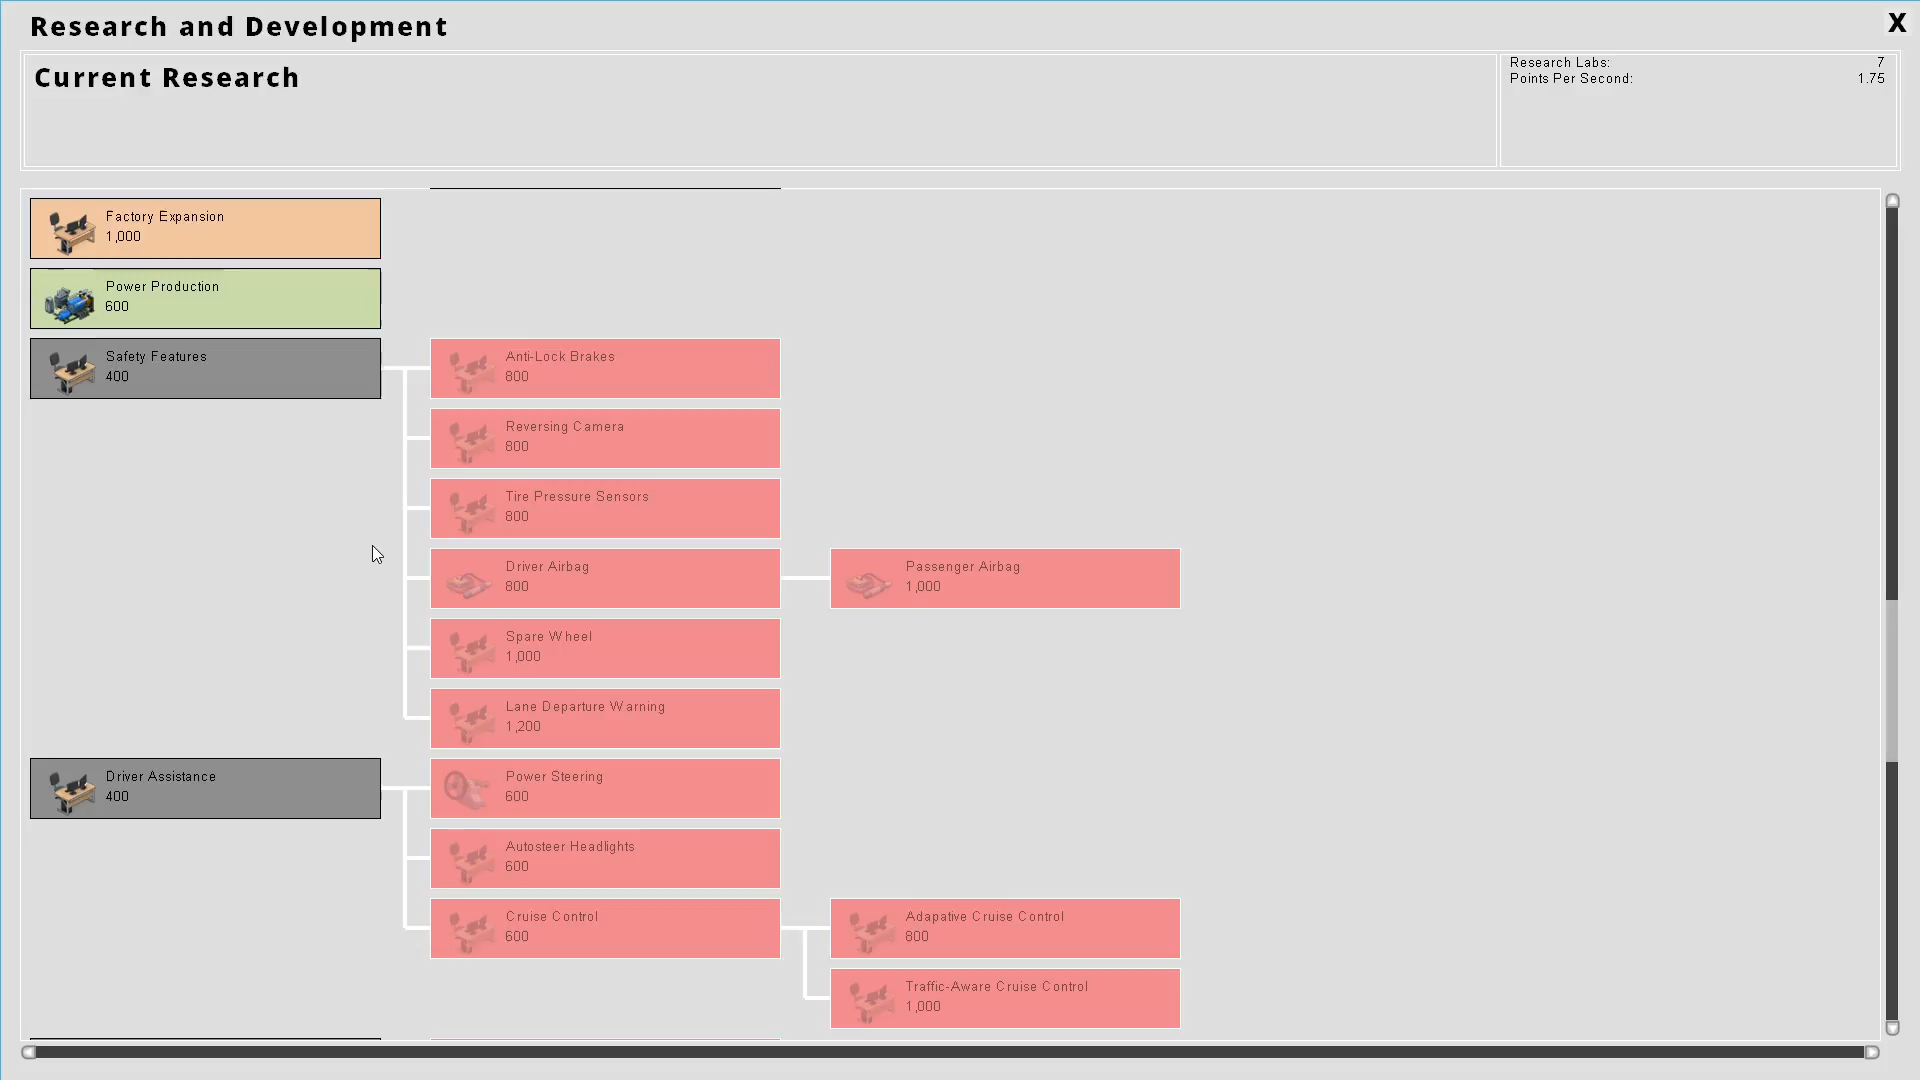 Research and Development
X
Current Research
Research Labs: 7
Points Per Second: 1.75
Factory Expansion
1,000
Power Production
600
Safety Features
400
Anti-Lock Brakes
800
Reversing Camera
800
Tire Pressure Sensors
800
Driver Airbag
800
Passenger Airbag
1,000
Spare Wheel
1,000
Lane Departure Warning
1,200
Driver Assistance
400
Power Steering
600
Autosteer Headlights
600
Cruise Control
600
Adapative Cruise Control
800
Traffic-Aware Cruise Control
1,000